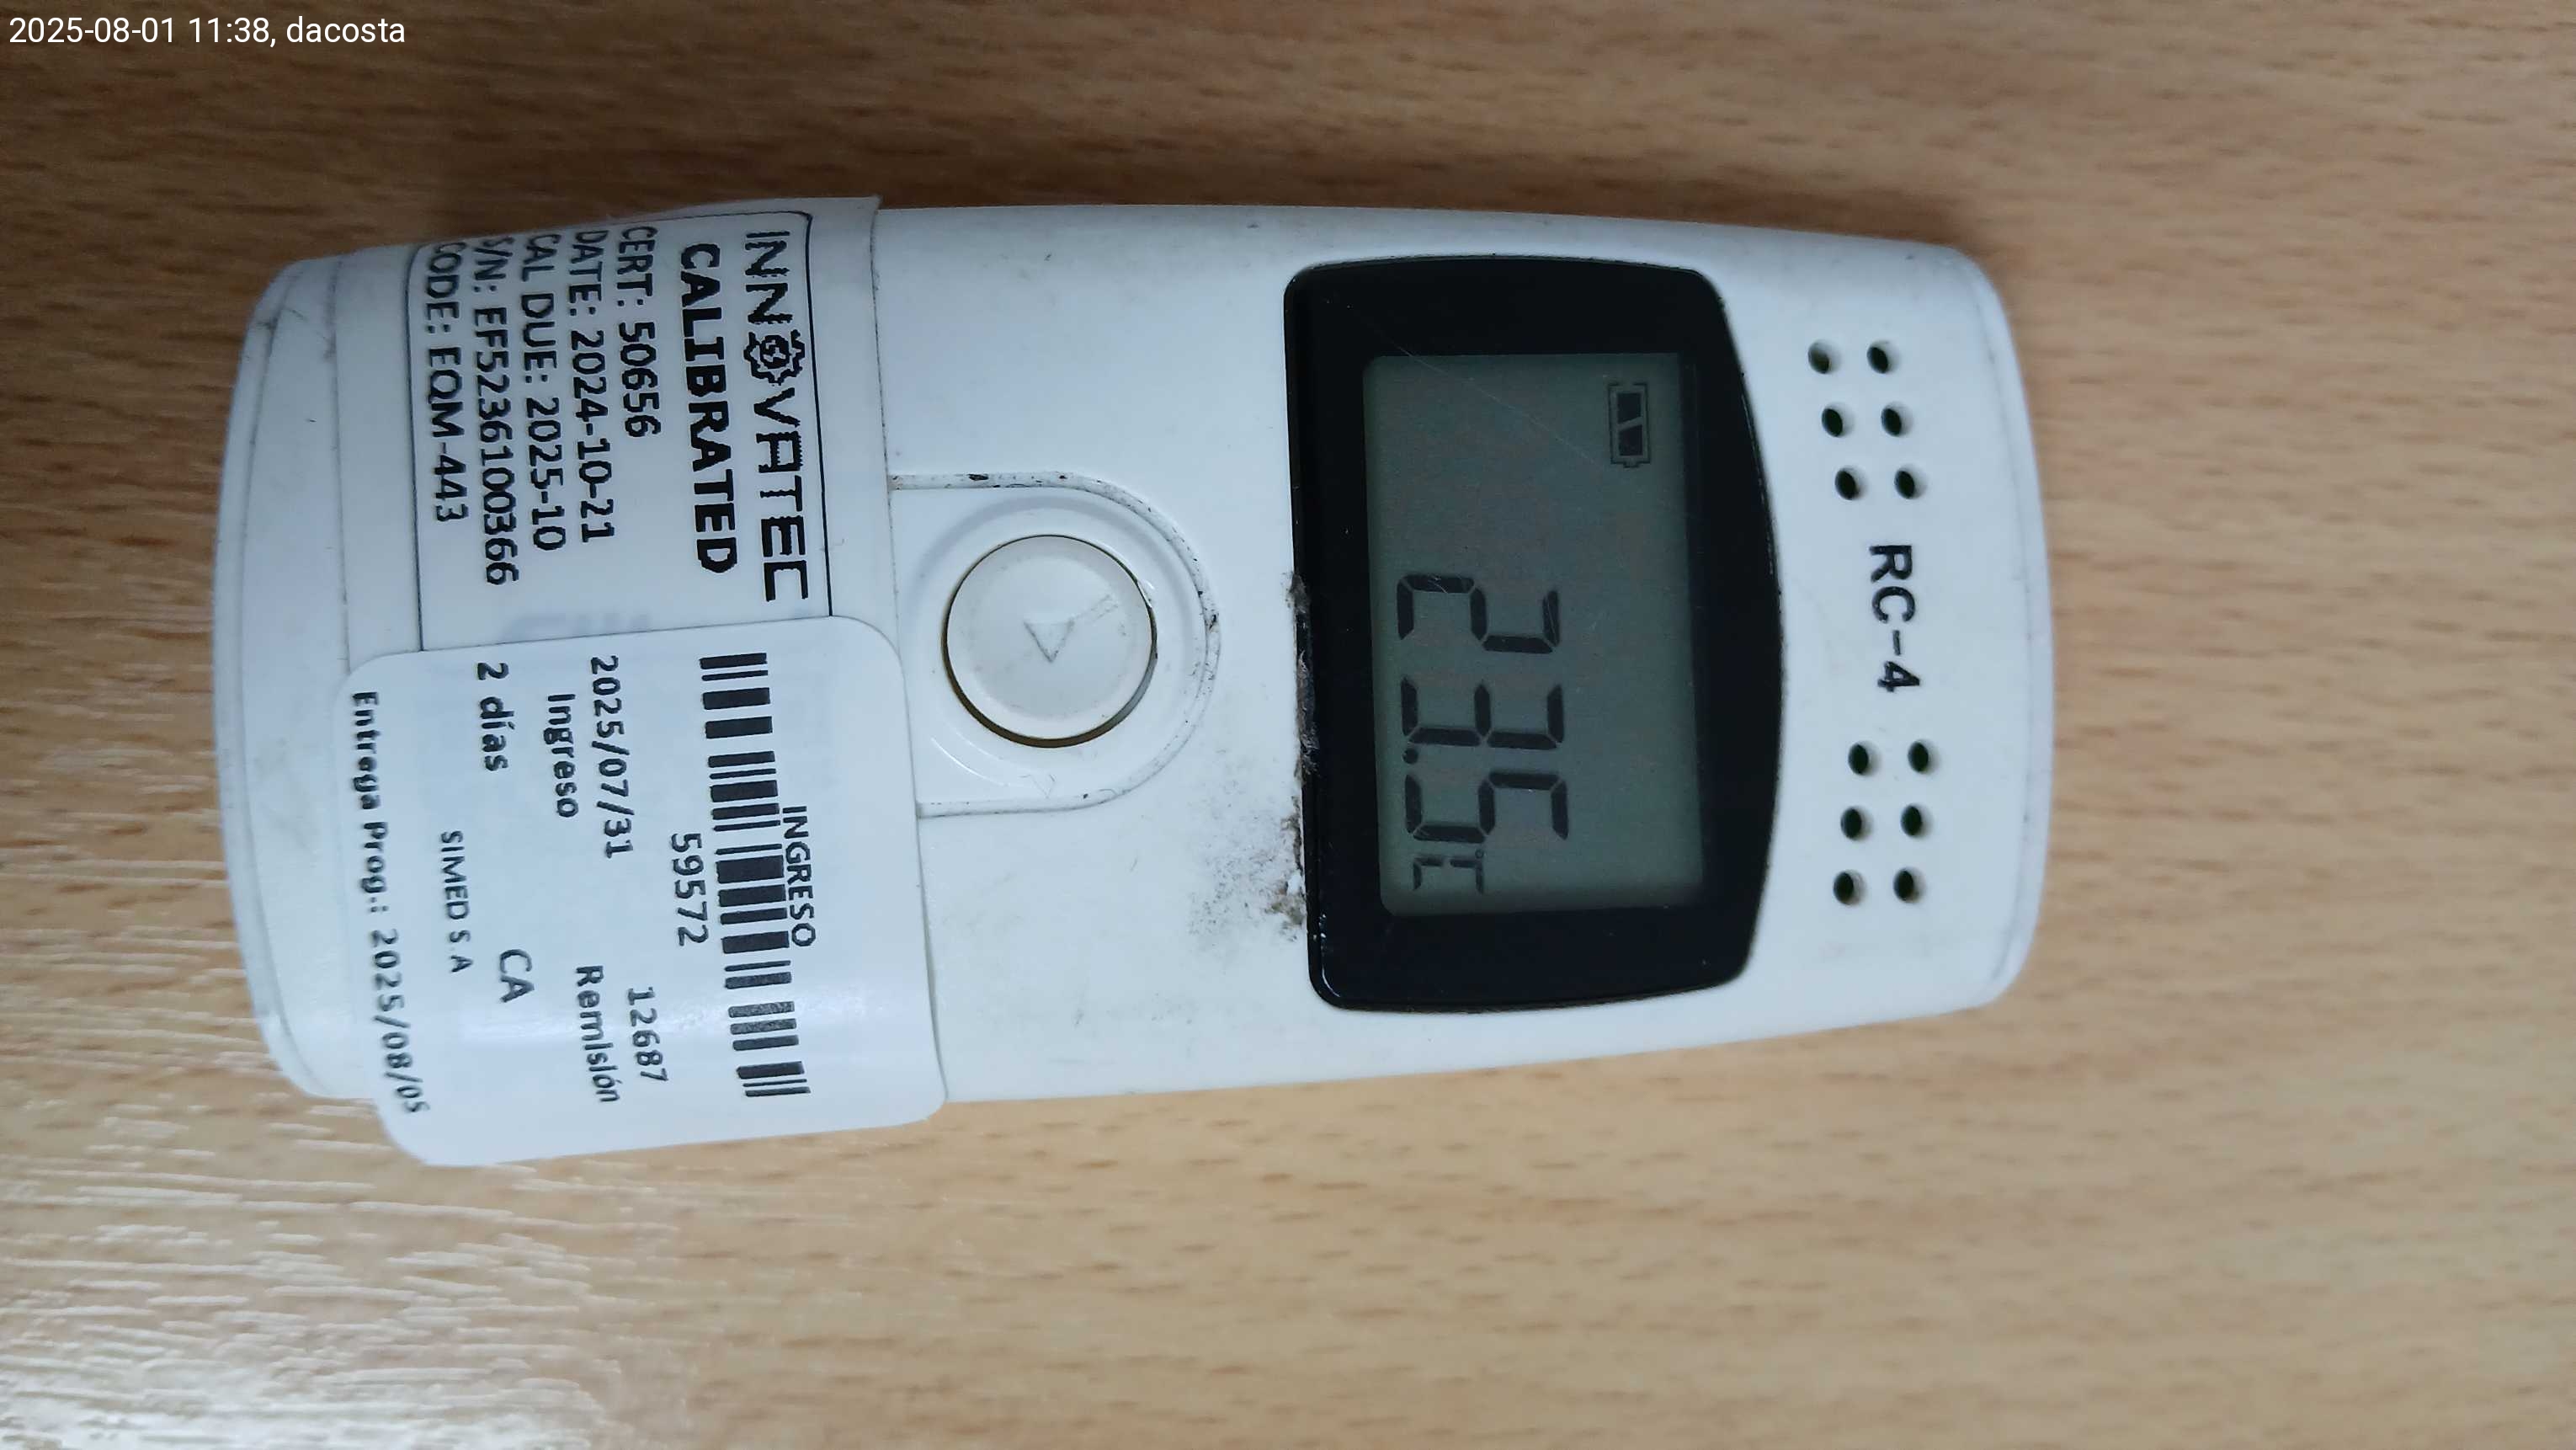 2025-08-01 11:38, dacosta
RC-4
23.5
°C
INNOVATEC
CALIBRATED
CERT: 50656
DATE: 2024-10-21
CAL DUE: 2025-10
S/N: EF5236100366
CODE: EQM-443
INGRESO
59572
2025/07/31 12687
Ingreso Remisión
2 días CA
SIMED S.A
Entrega Prog.: 2025/08/05